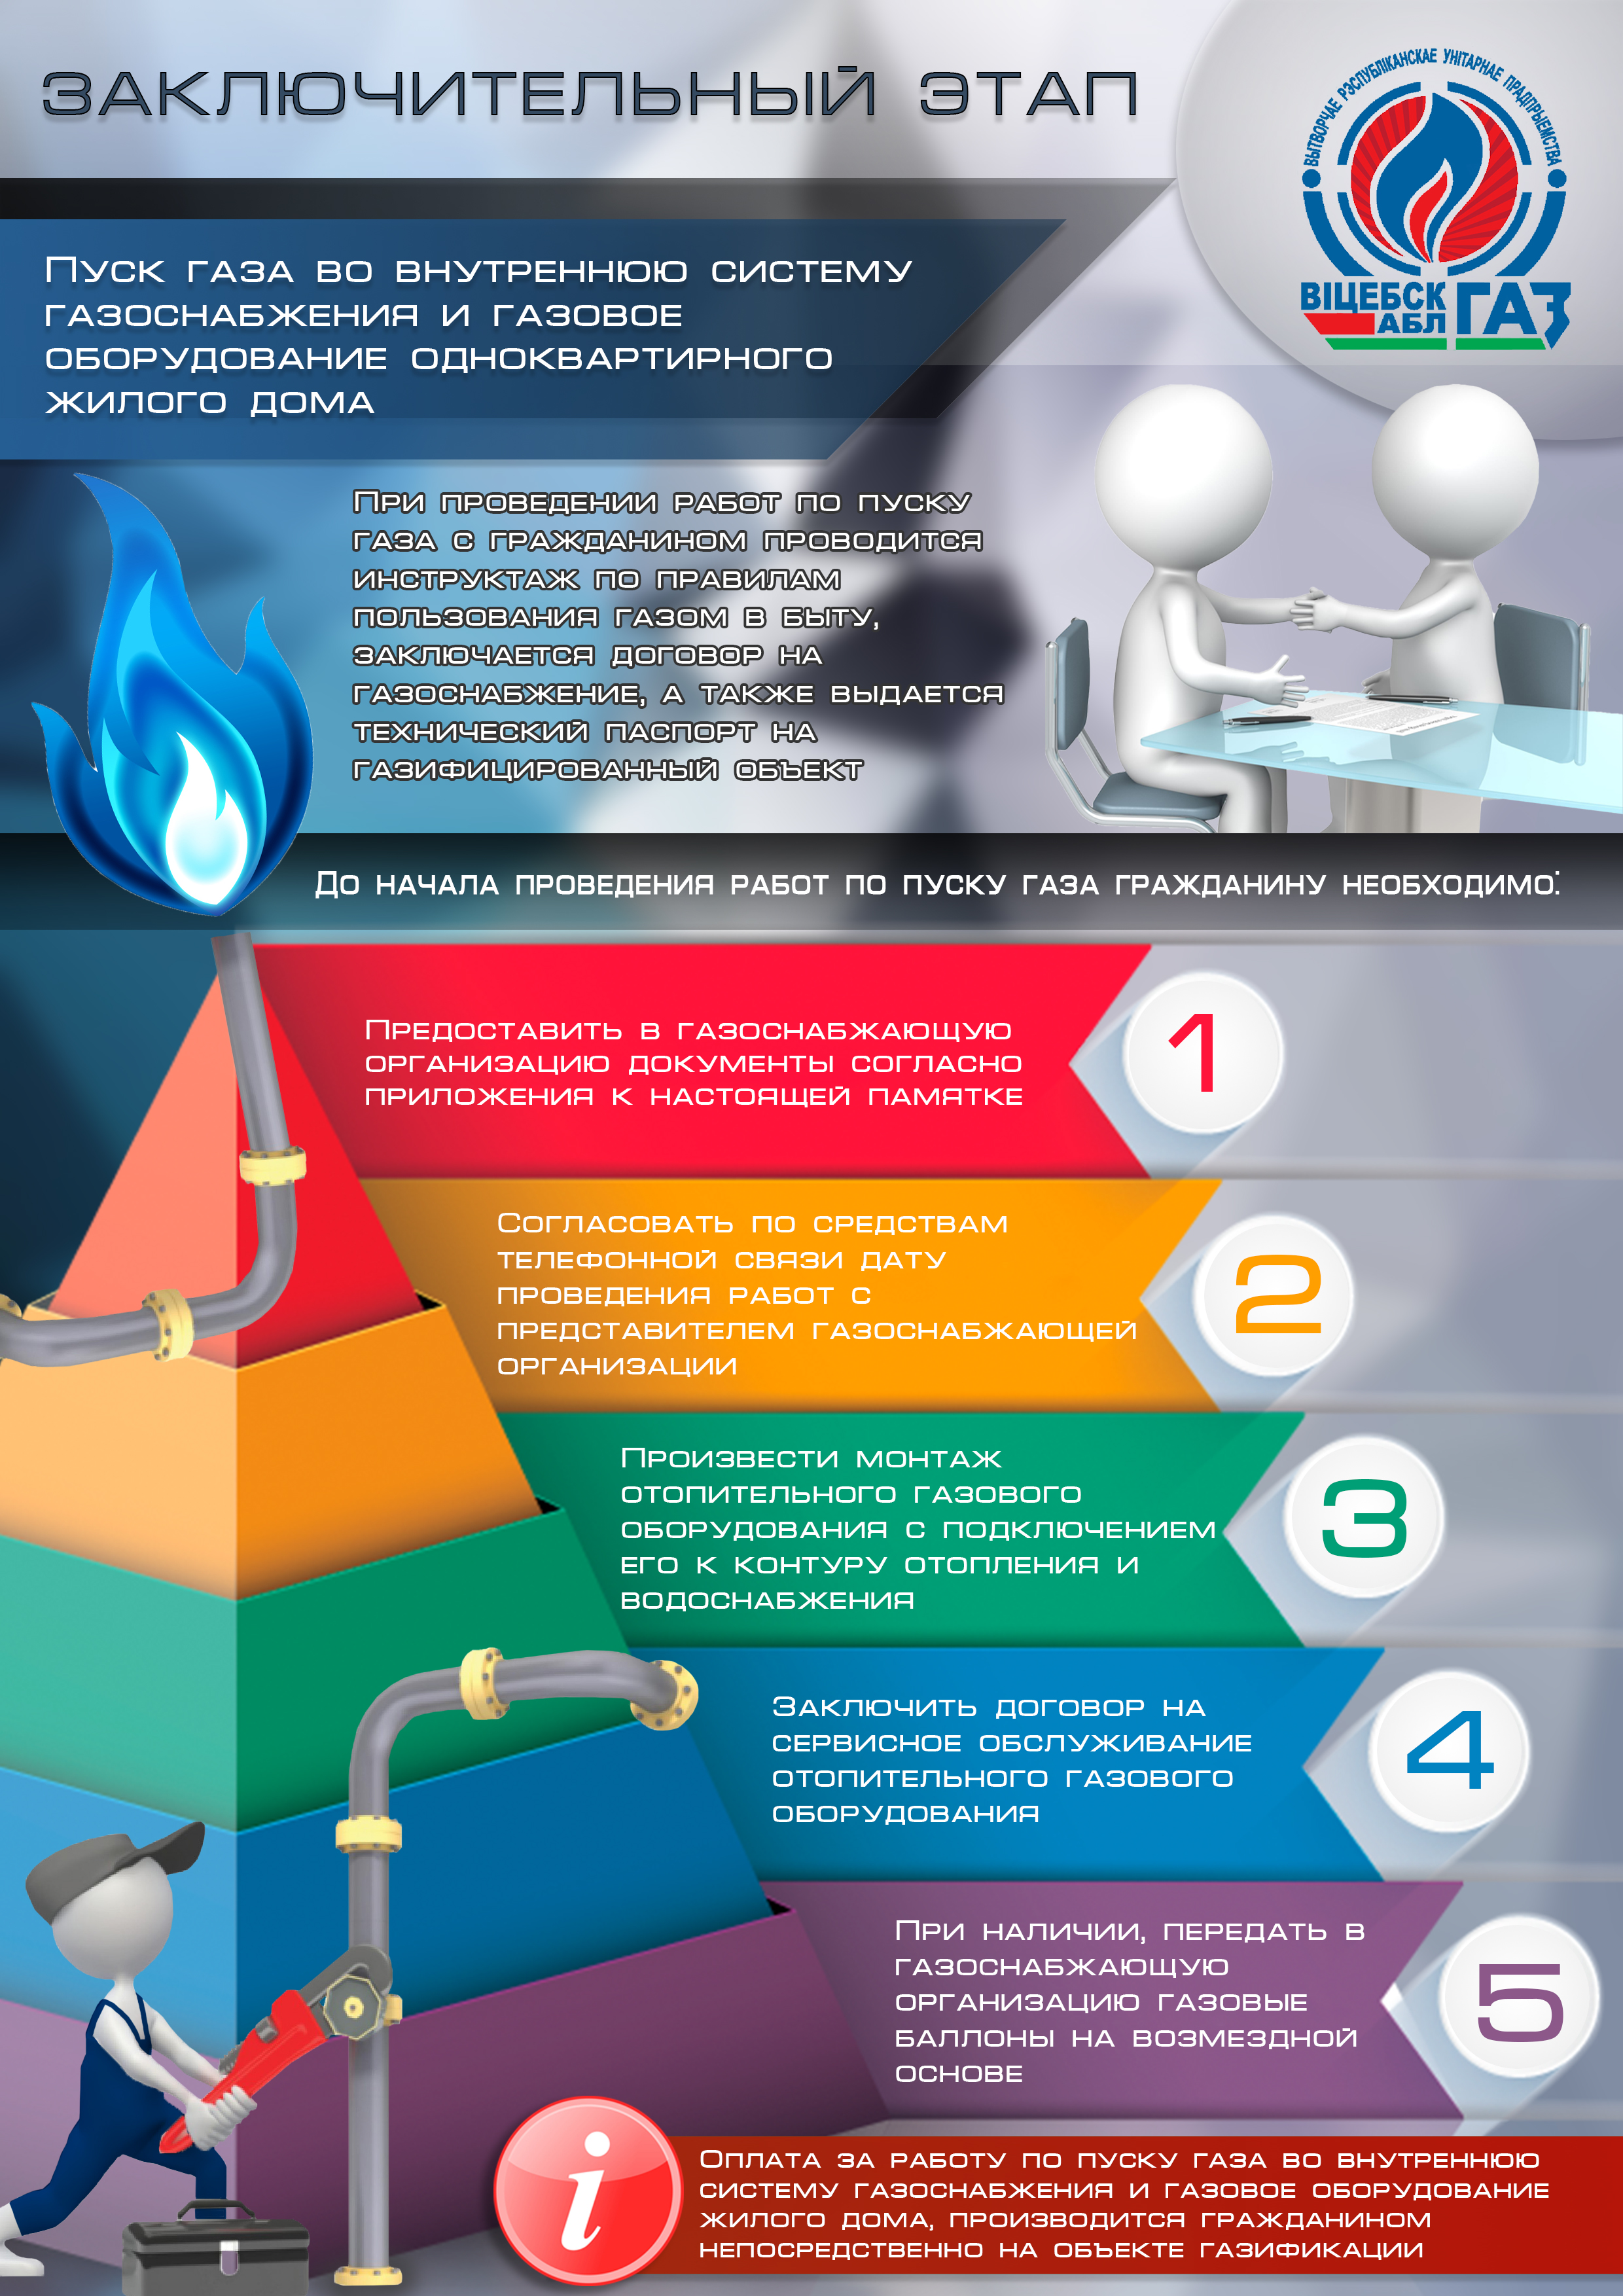 ЗАКЛЮЧИТЕЛЬНЫЙ ЭТАП
ВЫТВОРЧАЕ РЭСПУБЛІКАНСКАЕ УНІТАРНАЕ ПРАДПРЫЕМСТВА
ВІЦЕБСК
АБЛ
ГАЗ
Пуск газа во внутреннюю систему
газоснабжения и газовое
оборудование одноквартирного
жилого дома
При проведении работ по пуску
газа с гражданином проводится
инструктаж по правилам
пользования газом в быту,
заключается договор на
газоснабжение, а также выдается
технический паспорт на
газифицированный объект
До начала проведения работ по пуску газа гражданину необходимо:
Предоставить в газоснабжающую
организацию документы согласно
приложения к настоящей памятке
1
Согласовать по средствам
телефонной связи дату
проведения работ с
представителем газоснабжающей
организации
2
Произвести монтаж
отопительного газового
оборудования с подключением
его к контуру отопления и
водоснабжения
3
Заключить договор на
сервисное обслуживание
отопительного газового
оборудования
4
При наличии, передать в
газоснабжающую
организацию газовые
баллоны на возмездной
основе
5
i
Оплата за работу по пуску газа во внутреннюю
систему газоснабжения и газовое оборудование
жилого дома, производится гражданином
непосредственно на объекте газификации